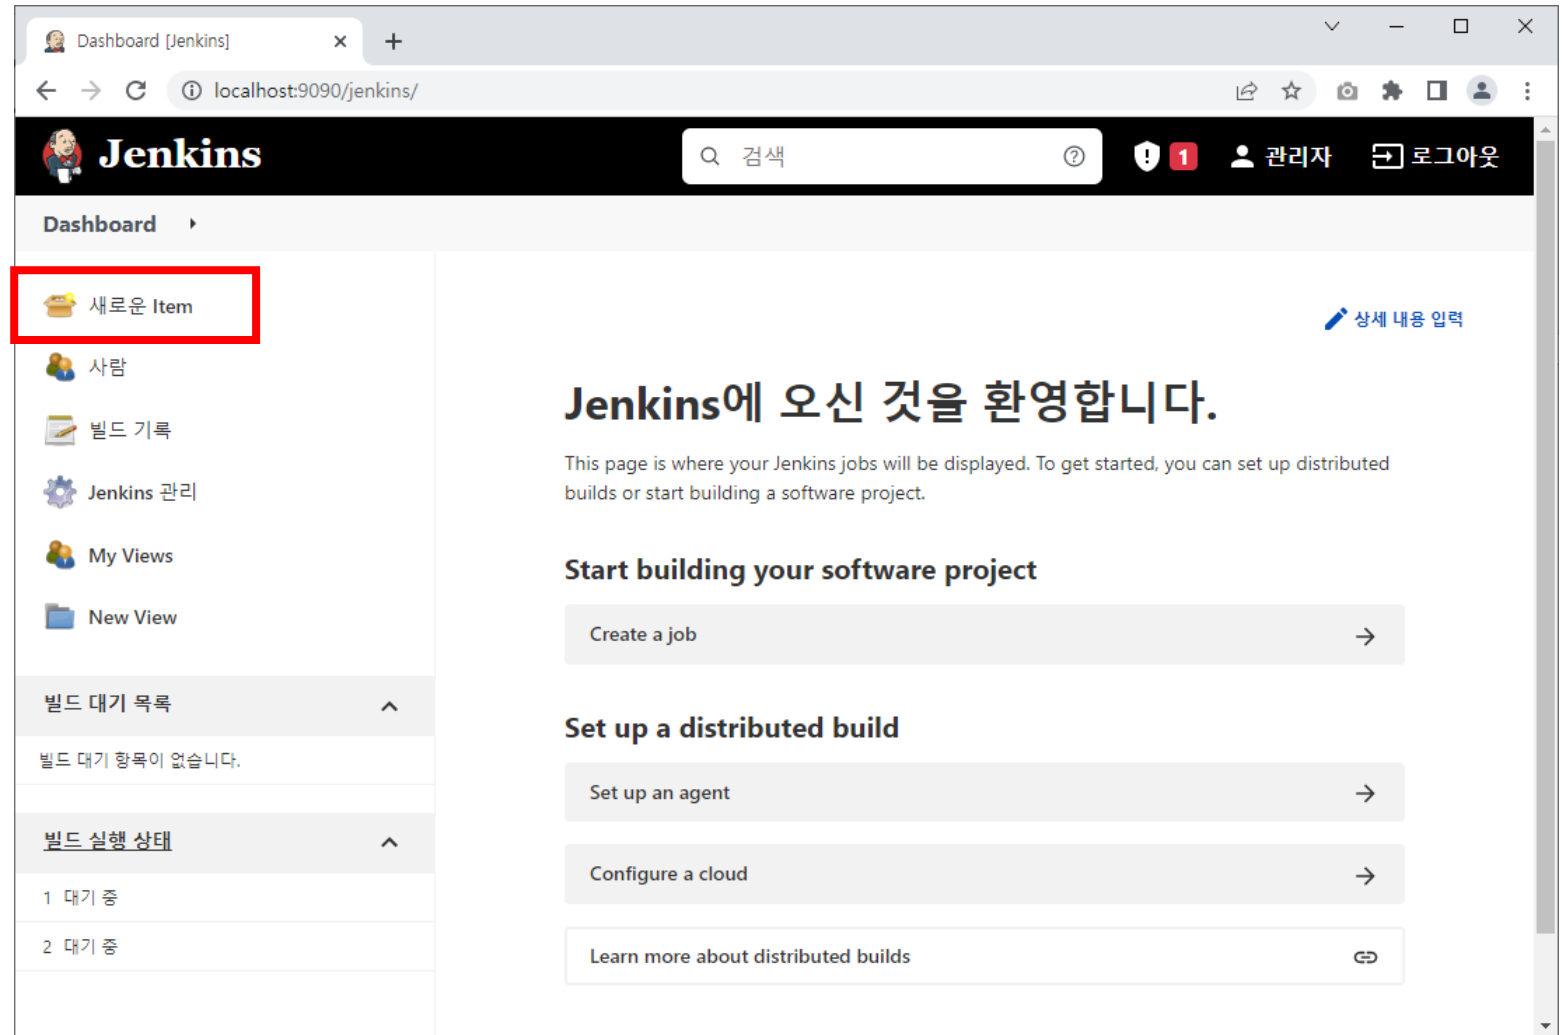 Dashboard [Jenkins]
localhost:9090/jenkins/
Jenkins
검색
1
관리자
로그아웃
Dashboard
새로운 Item
사람
빌드 기록
Jenkins 관리
My Views
New View
빌드 대기 목록
빌드 대기 항목이 없습니다.
빌드 실행 상태
1 대기 중
2 대기 중
상세 내용 입력
Jenkins에 오신 것을 환영합니다.
This page is where your Jenkins jobs will be displayed. To get started, you can set up distributed
builds or start building a software project.
Start building your software project
Create a job
Set up a distributed build
Set up an agent
Configure a cloud
Learn more about distributed builds